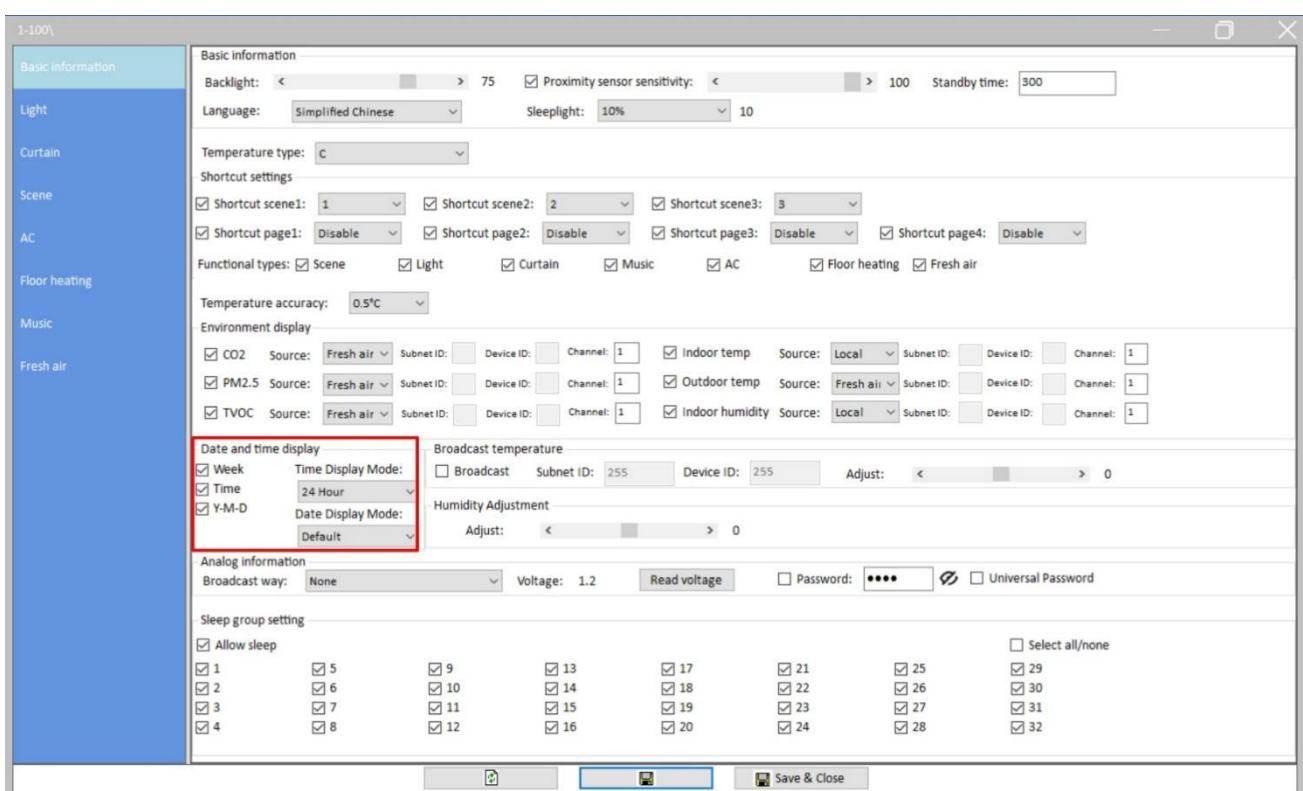 1-100\
Basic information
Light
Curtain
Scene
AC
Floor heating
Music
Fresh air
Basic information
Backlight: < > 75 Proximity sensor sensitivity: < > 100 Standby time: 300
Language: Simplified Chinese Sleeplight: 10% 10
Temperature type: C
Shortcut settings
Shortcut scene1: 1 Shortcut scene2: 2 Shortcut scene3: 3
Shortcut page1: Disable Shortcut page2: Disable Shortcut page3: Disable Shortcut page4: Disable
Functional types: Scene Light Curtain Music AC Floor heating Fresh air
Temperature accuracy: 0.5°C
Environment display
CO2 Source: Fresh air Subnet ID: Device ID: Channel: 1 Indoor temp Source: Local Subnet ID: Device ID: Channel: 1
PM2.5 Source: Fresh air Subnet ID: Device ID: Channel: 1 Outdoor temp Source: Fresh air Subnet ID: Device ID: Channel: 1
TVOC Source: Fresh air Subnet ID: Device ID: Channel: 1 Indoor humidity Source: Local Subnet ID: Device ID: Channel: 1
Date and time display
Week Time Display Mode:
Time 24 Hour
Y-M-D Date Display Mode:
Default
Broadcast temperature
Broadcast Subnet ID: 255 Device ID: 255 Adjust: < > 0
Humidity Adjustment
Adjust: < > 0
Analog information
Broadcast way: None Voltage: 1.2 Read voltage Password: •••• Universal Password
Sleep group setting
Allow sleep Select all/none
1 5 9 13 17 21 25 29
2 6 10 14 18 22 26 30
3 7 11 15 19 23 27 31
4 8 12 16 20 24 28 32
Save & Close